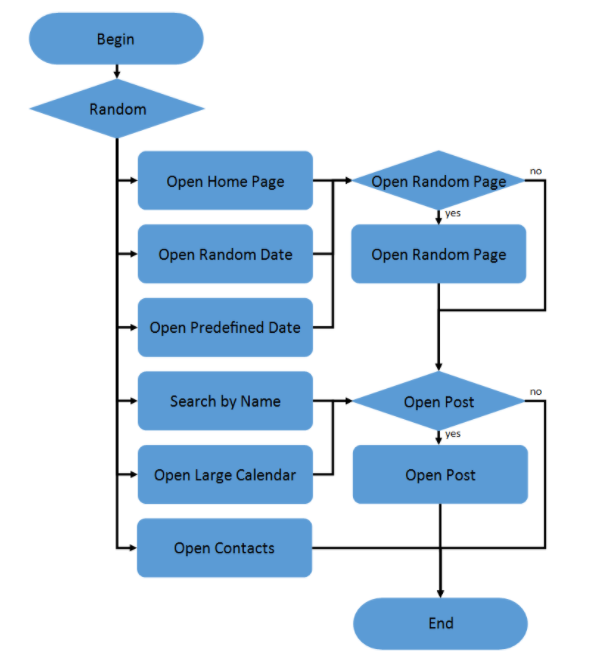 Begin
Random
Open Home Page
Open Random Page
no
yes
Open Random Date
Open Random Page
Open Predefined Date
Search by Name
Open Post
no
yes
Open Large Calendar
Open Post
Open Contacts
End